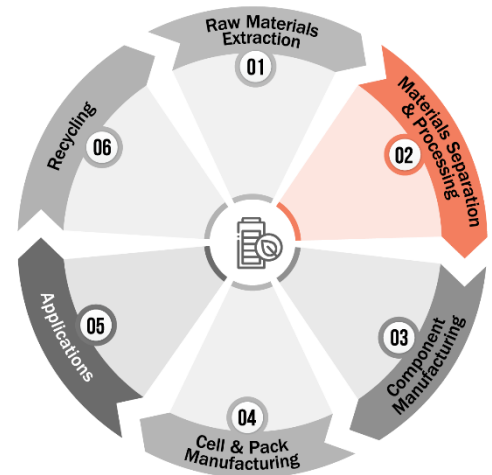 Raw Materials
Extraction
01
Materials Separation
& Processing
02
Component
Manufacturing
03
04
Cell & Pack
Manufacturing
Applications
05
Recycling
06